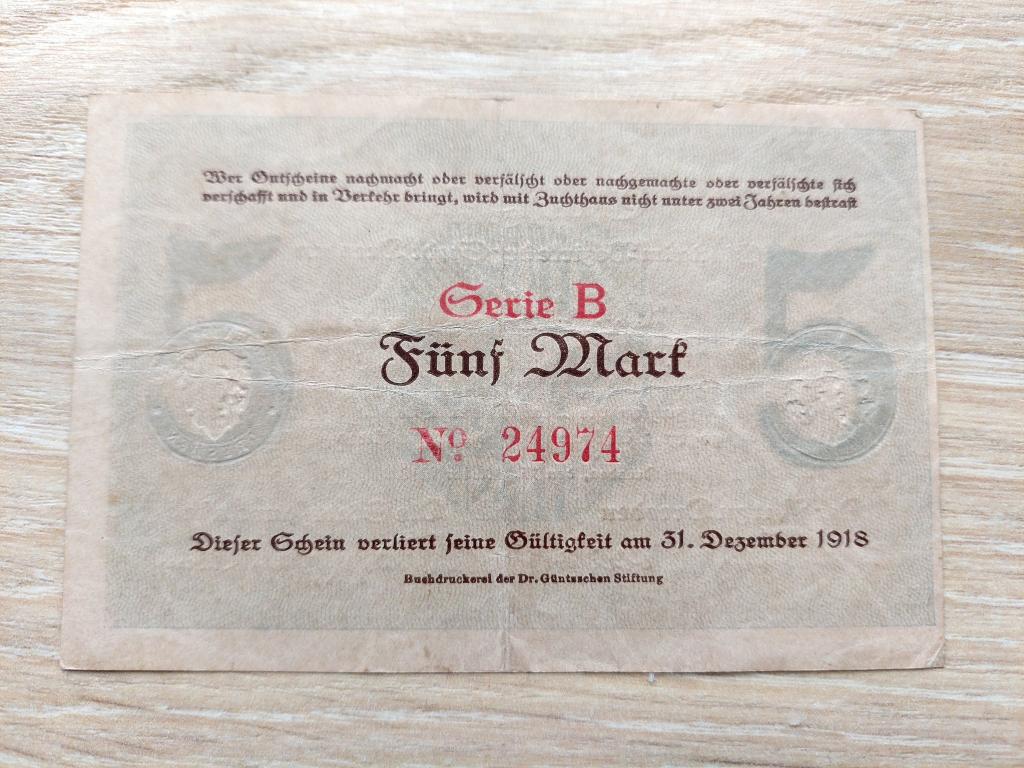 Wer Gutscheine nachmacht oder verfälscht oder nachgemachte oder verfälschte sich
verschafft und in Verkehr bringt, wird mit Zuchthaus nicht unter zwei Jahren bestraft
5 5
Serie B
Fünf Mark
Nº 24974
Dieser Schein verliert seine Gültigkeit am 31. Dezember 1918
Buchdruckerei der Dr. Güntzschen Stiftung